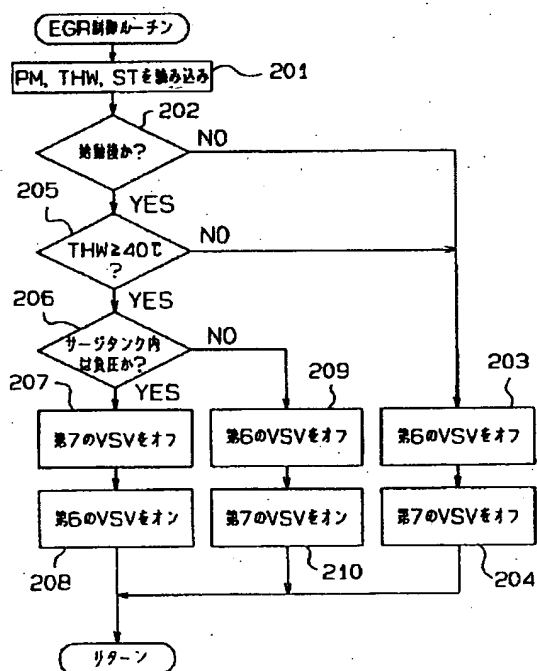 EGR制御ルーチン
PM, THW, STを読み込み
201
202
始動後か?
NO
YES
205
THW≥40℃
?
NO
YES
206
サージタンク内
は負圧か?
NO
YES
207
209
203
第7のVSVをオフ
第6のVSVをオフ
第6のVSVをオフ
第6のVSVをオン
第7のVSVをオン
第7のVSVをオフ
208
210
204
リターン